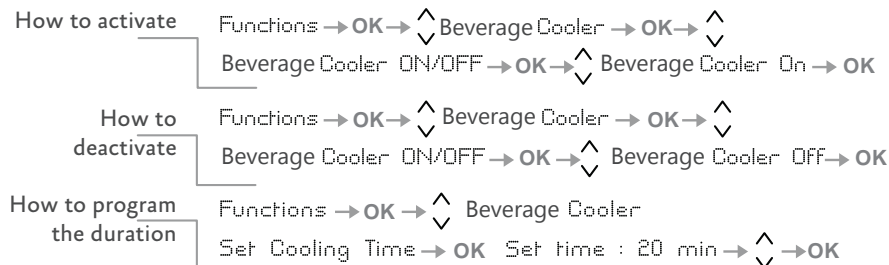 How to activate
Functions → OK → Beverage Cooler → OK →
Beverage Cooler ON/OFF → OK → Beverage Cooler On → OK
How to
deactivate
Functions → OK → Beverage Cooler → OK →
Beverage Cooler ON/OFF → OK → Beverage Cooler Off → OK
How to program
the duration
Functions → OK → Beverage Cooler
Set Cooling Time → OK Set time : 20 min → → OK